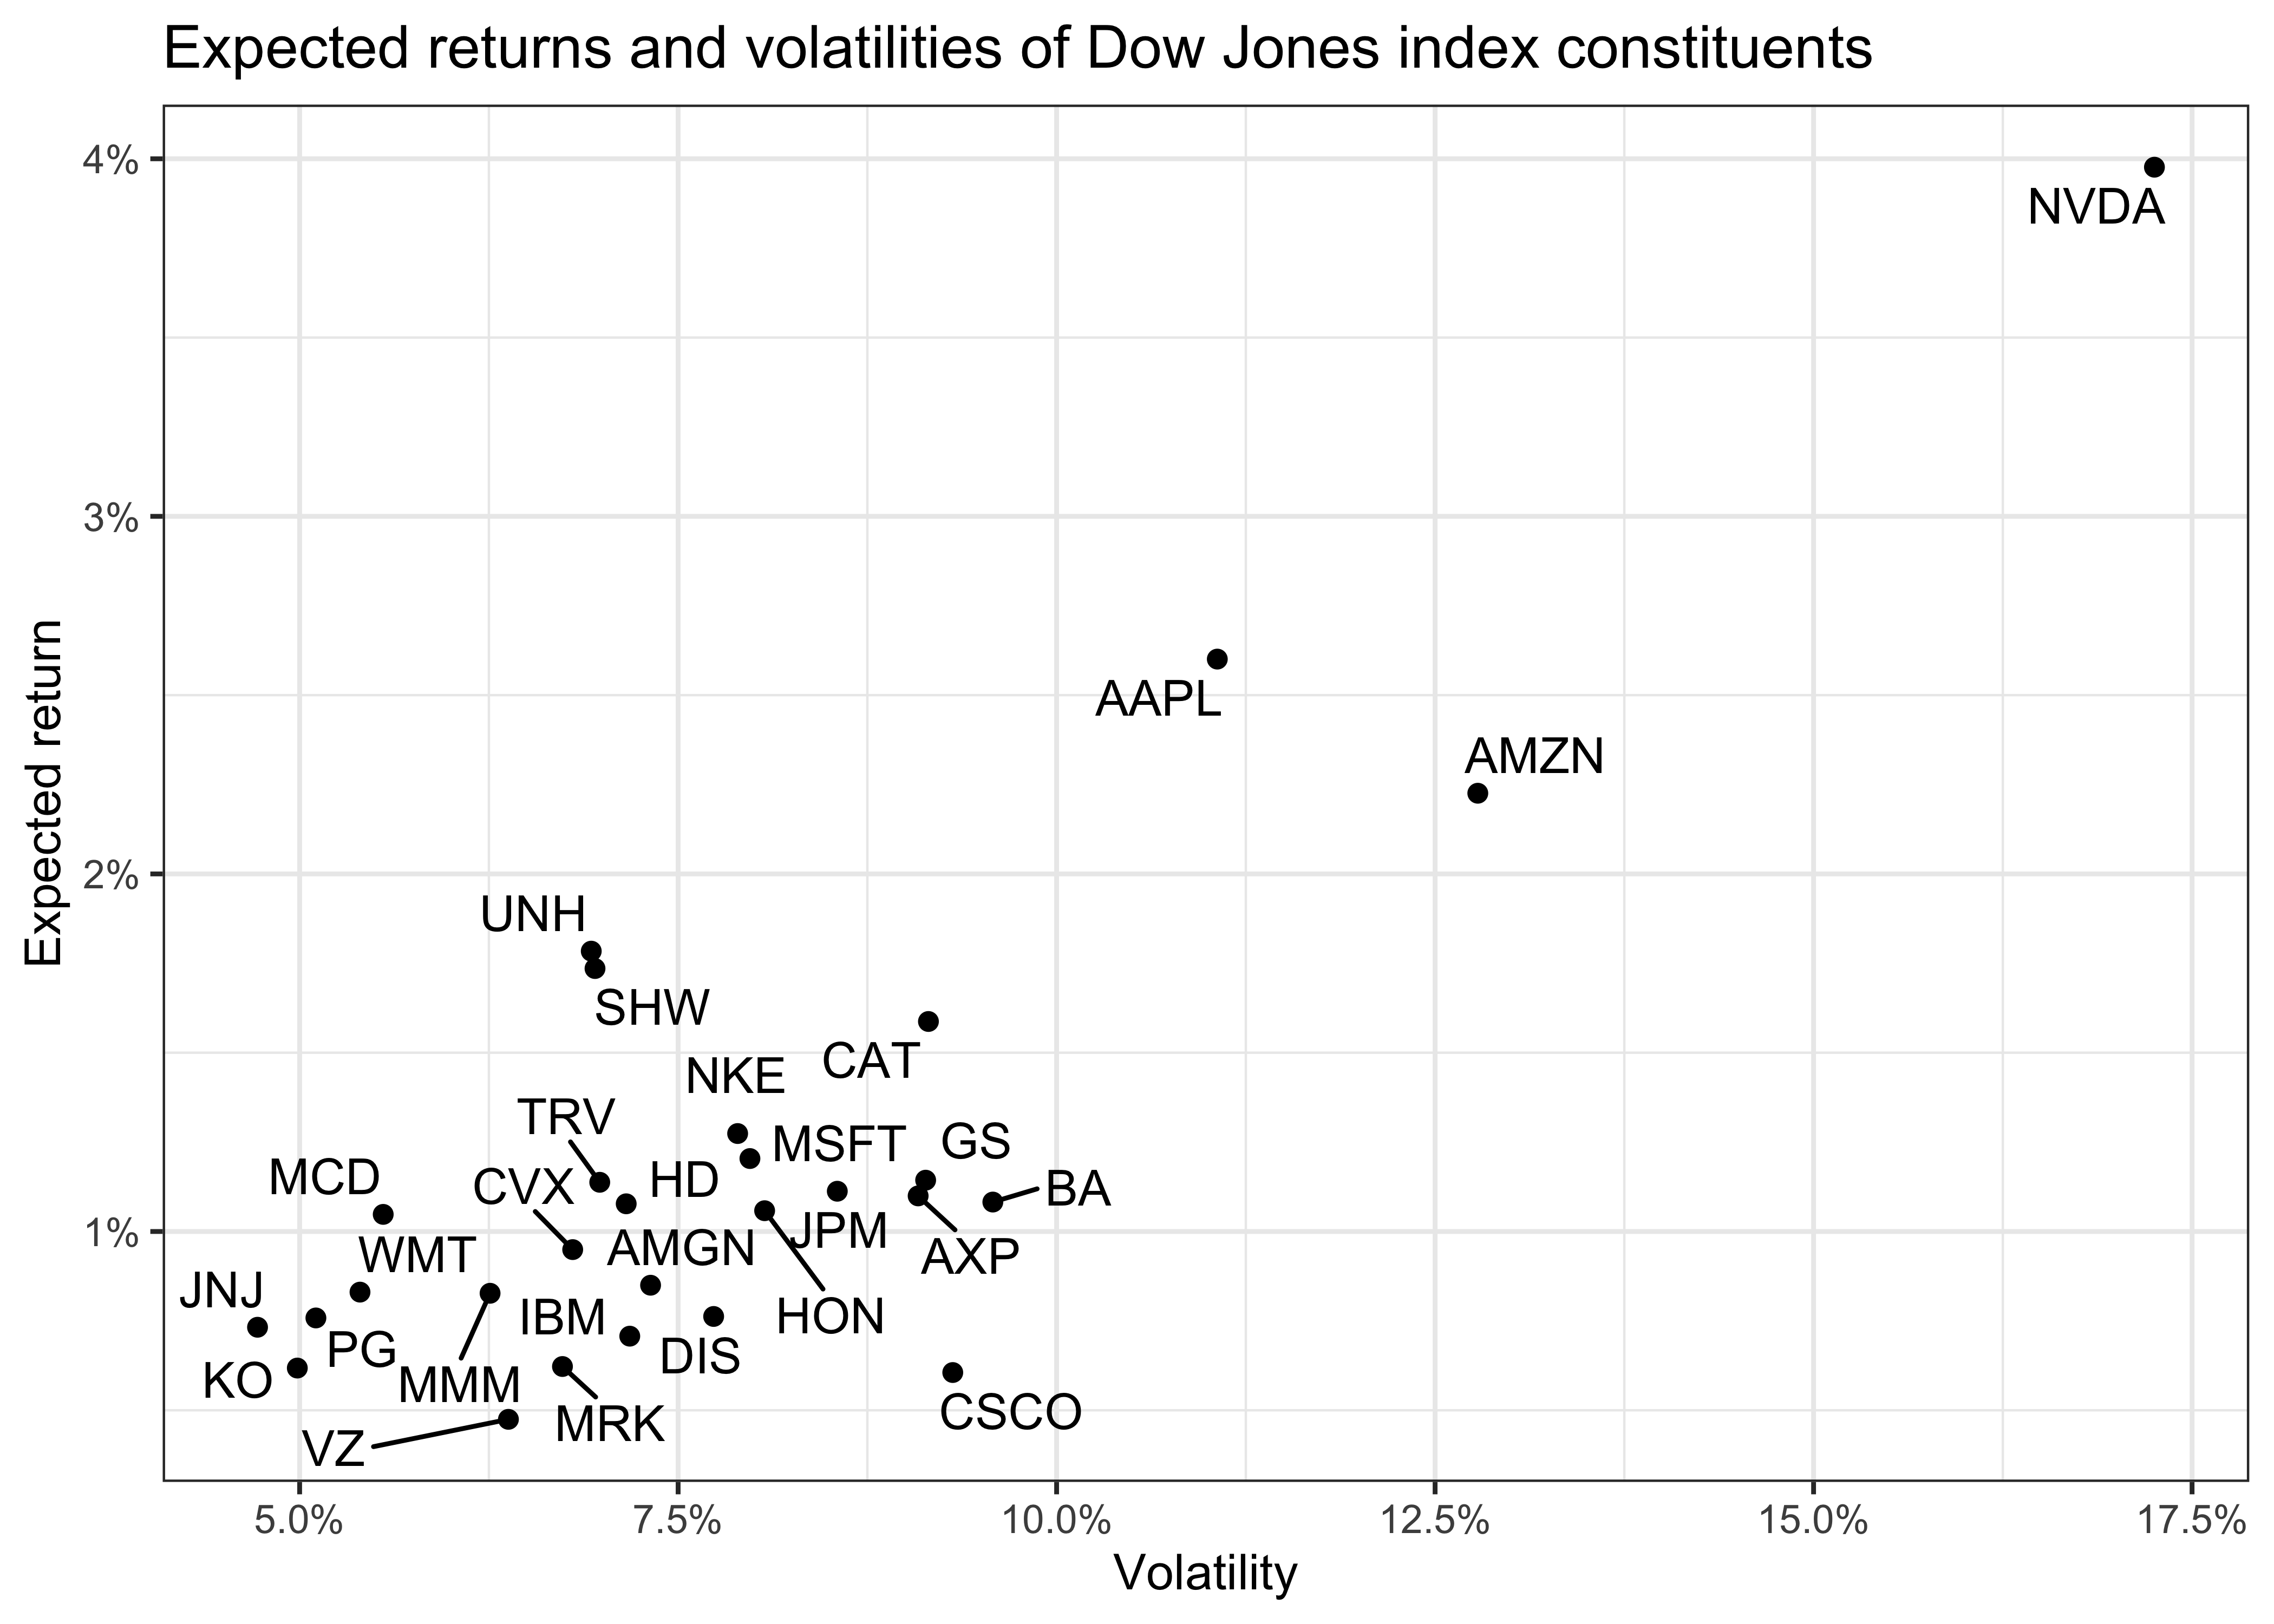 Expected returns and volatilities of Dow Jones index constituents
4%
NVDA
3%
AAPL
AMZN
Expected return
2%
UNH
SHW
CAT
NKE
TRV
MSFT
GS
MCD
CVX
HD
BA
1%
JPM
WMT
AMGN
AXP
JNJ
IBM
HON
PG
DIS
KO
MMM
CSCO
MRK
VZ
5.0%
7.5%
10.0%
12.5%
15.0%
17.5%
Volatility